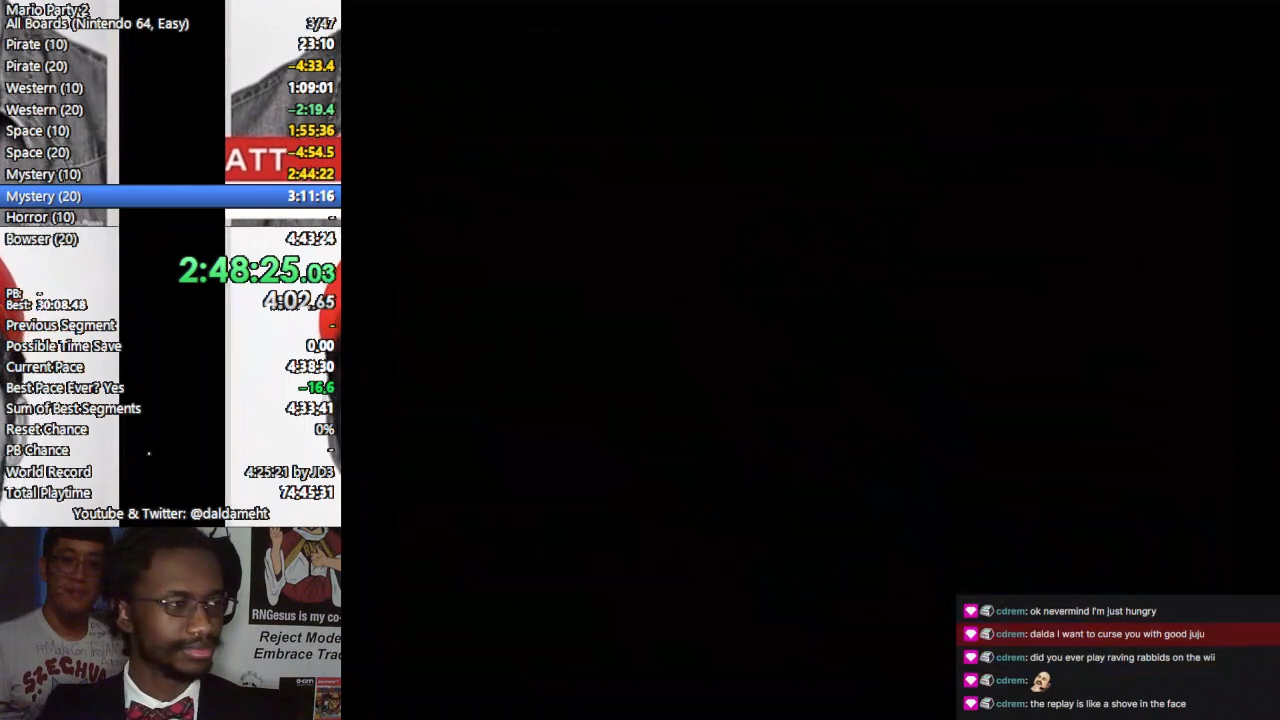 Mario Party 2
All Boards (Nintendo 64, Easy) 3/47
Pirate (10) 23:10
Pirate (20) -4:33.4
Western (10) 1:09:01
Western (20) -2:19.4
Space (10) 1:55:36
ATT
Space (20) -4:54.5
Mystery (10) 2:44:22
Mystery (20) 3:11:16
Horror (10) -
Bowser (20) 4:43:24
2:48:25.03
PB: -
Best: 30:08.48
4:02.65
Previous Segment -
Possible Time Save 0.00
Current Pace 4:38:30
Best Pace Ever? Yes -16.6
Sum of Best Segments 4:33:41
Reset Chance 0%
PB Chance -
World Record 4:25:21 by JD3
Total Playtime 74:45:31
Youtube & Twitter: @daldameht
RNGesus is my co-
Reject Mode
Embrace Tra
cdrem: ok nevermind I'm just hungry
cdrem: dalda I want to curse you with good juju
cdrem: did you ever play raving rabbids on the wii
cdrem:
cdrem: the replay is like a shove in the face